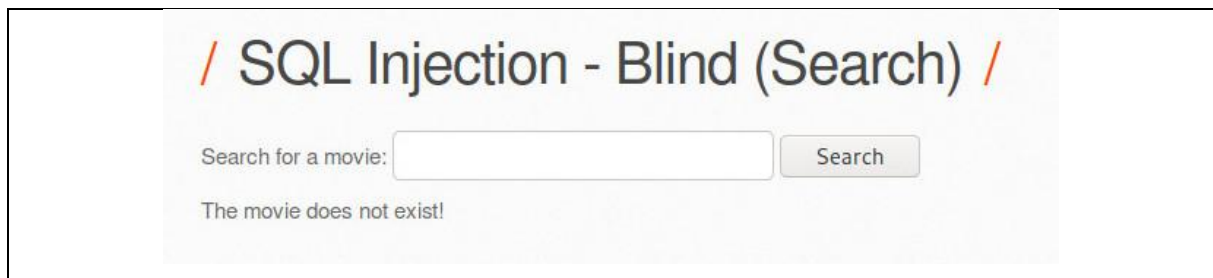 / SQL Injection - Blind (Search) /
Search for a movie: Search
The movie does not exist!